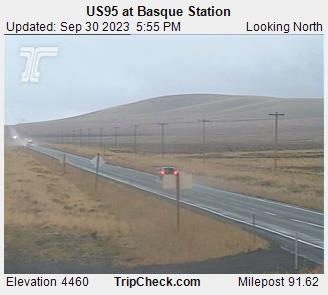 US95 at Basque Station
Updated: Sep 30 2023 5:55 PM Looking North
Elevation 4460 TripCheck.com Milepost 91.62